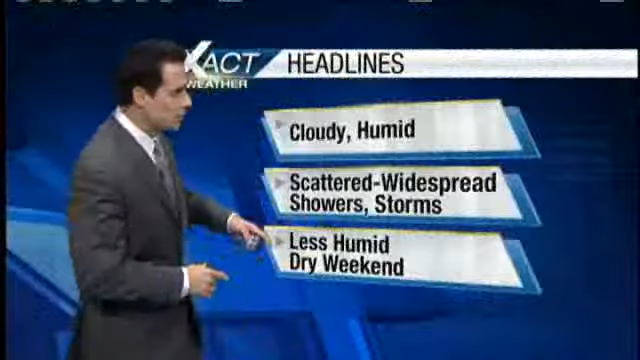 XACT
WEATHER
HEADLINES
Cloudy, Humid
Scattered-Widespread
Showers, Storms
Less Humid
Dry Weekend